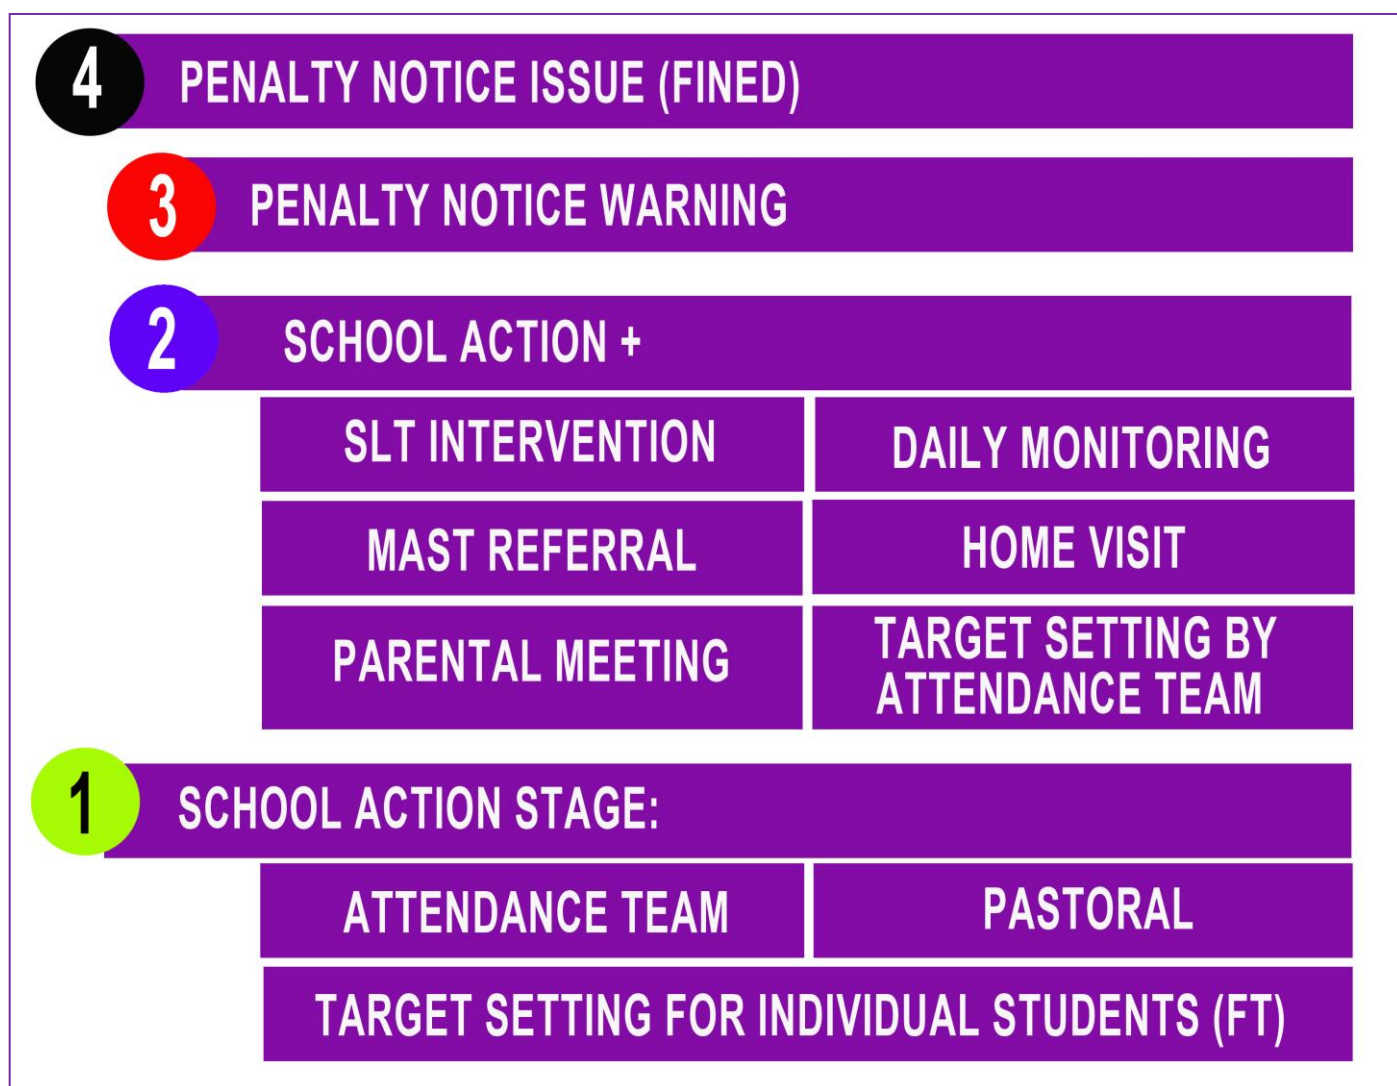 4 PENALTY NOTICE ISSUE (FINED)
3 PENALTY NOTICE WARNING
2 SCHOOL ACTION +
SLT INTERVENTION
DAILY MONITORING
MAST REFERRAL
HOME VISIT
PARENTAL MEETING
TARGET SETTING BY
ATTENDANCE TEAM
1 SCHOOL ACTION STAGE:
ATTENDANCE TEAM
PASTORAL
TARGET SETTING FOR INDIVIDUAL STUDENTS (FT)